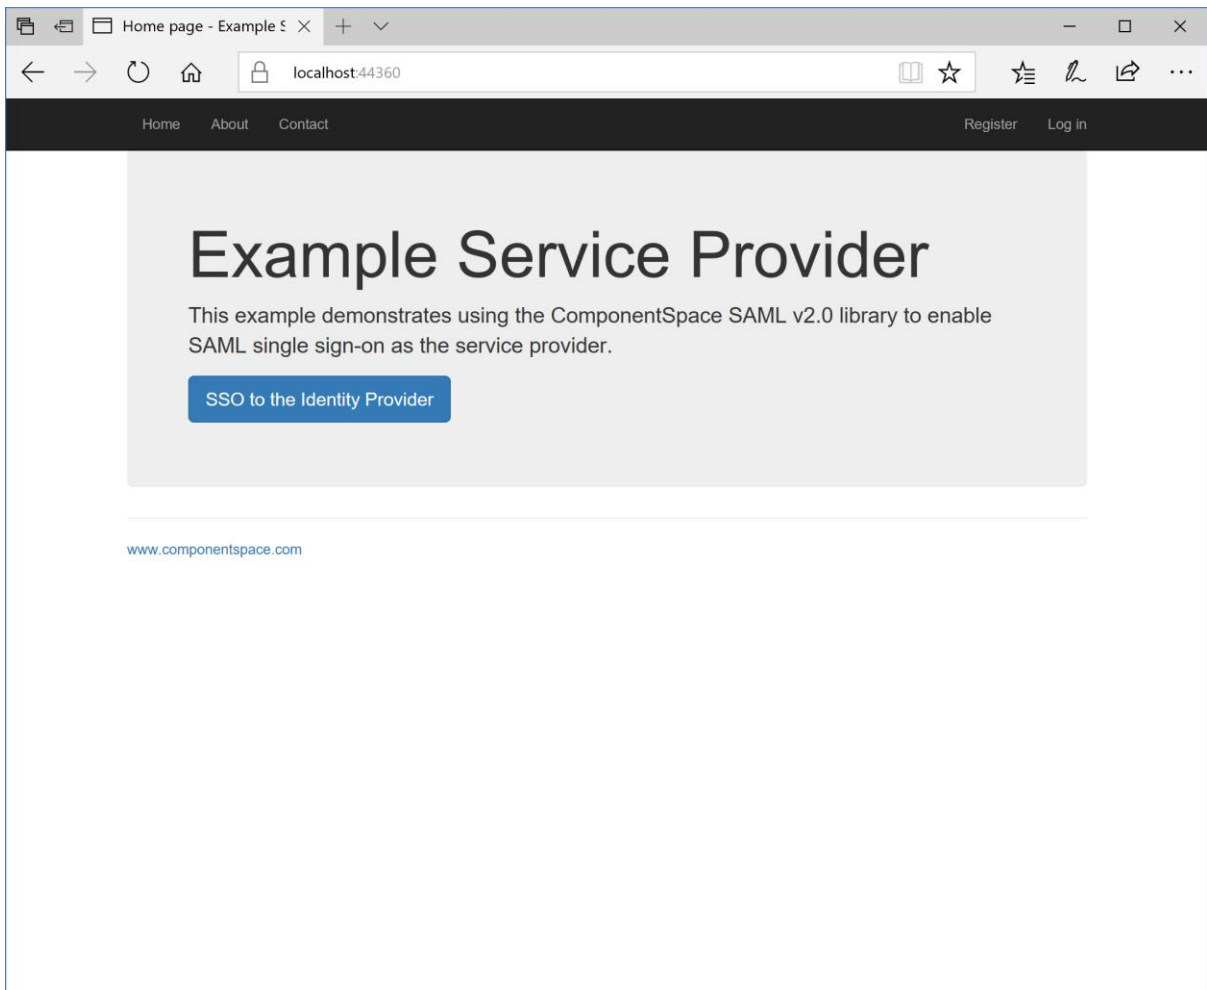 Home page - Example S
localhost:44360
Home About Contact Register Log in
Example Service Provider
This example demonstrates using the ComponentSpace SAML v2.0 library to enable
SAML single sign-on as the service provider.
SSO to the Identity Provider
www.componentspace.com